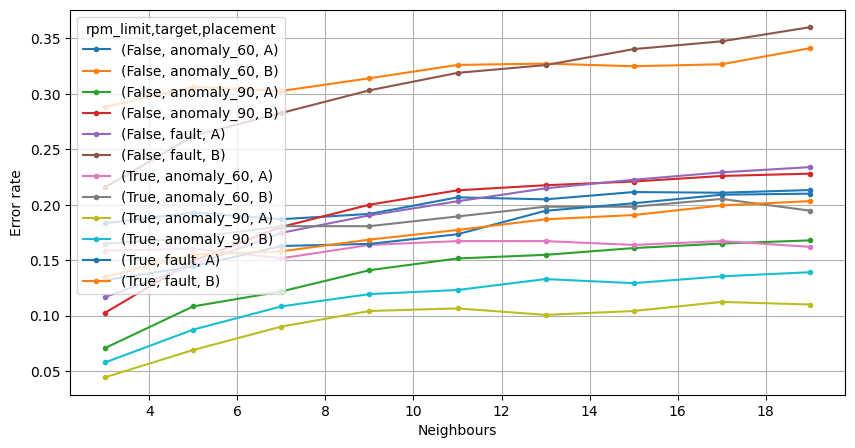 rpm_limit,target,placement
(False, anomaly_60, A)
(False, anomaly_60, B)
(False, anomaly_90, A)
(False, anomaly_90, B)
(False, fault, A)
(False, fault, B)
(True, anomaly_60, A)
(True, anomaly_60, B)
(True, anomaly_90, A)
(True, anomaly_90, B)
(True, fault, A)
(True, fault, B)
Error rate
0.35
0.30
0.25
0.20
0.15
0.10
0.05
4 6 8 10 12 14 16 18
Neighbours